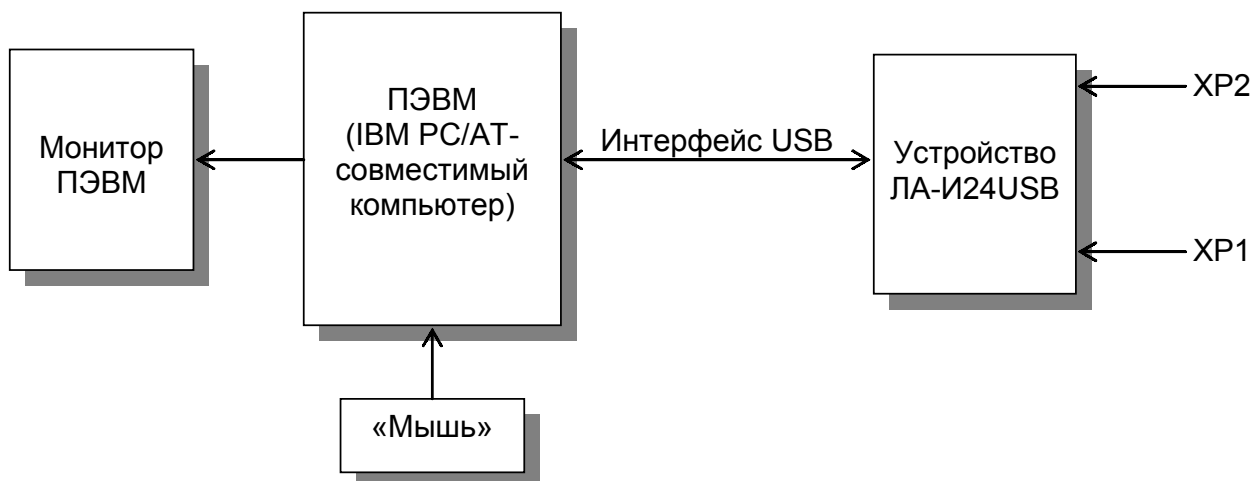 Монитор
ПЭВМ
ПЭВМ
(IBM PC/AT-
совместимый
компьютер)
Интерфейс USB
Устройство
ЛА-И24USB
XP2
XP1
«Мышь»